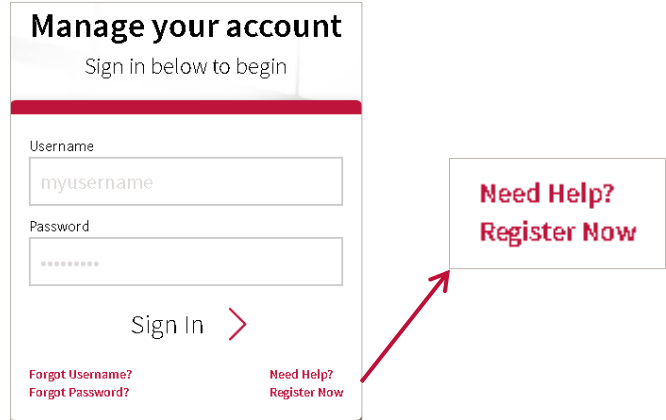 Manage your account
Sign in below to begin
Username
myusername
Password
•••••••••
Sign In
Forgot Username?
Forgot Password?
Need Help?
Register Now
Need Help?
Register Now